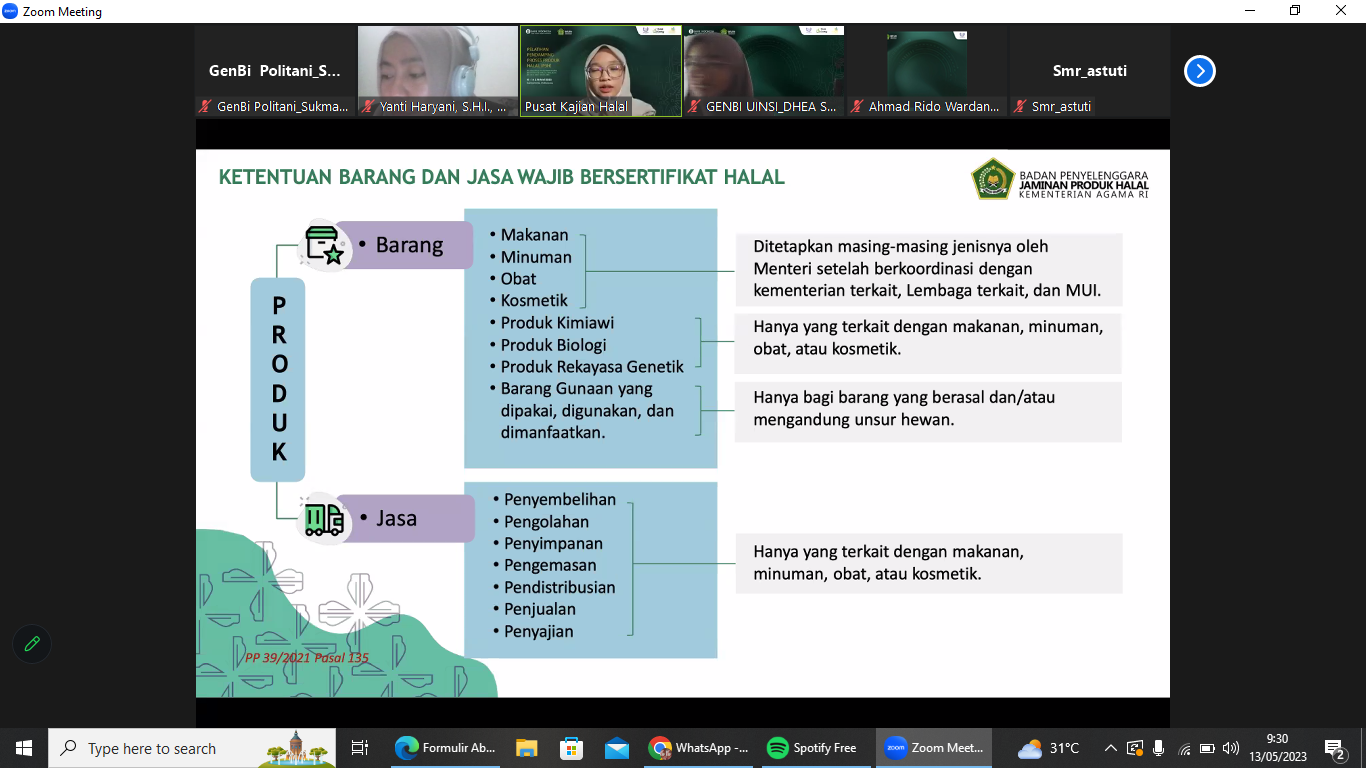 Zoom Meeting
GenBi Politani_S...
Smr_astuti
GenBi Politani_Sukma...
Yanti Haryani, S.H.I., ...
Pusat Kajian Halal
GENBI UINSI_DHEA S...
Ahmad Rido Wardan...
Smr_astuti
KETENTUAN BARANG DAN JASA WAJIB BERSERTIFIKAT HALAL
BADAN PENYELENGGARA
JAMINAN PRODUK HALAL
KEMENTERIAN AGAMA RI
PRODUK
• Barang
• Makanan
• Minuman
• Obat
• Kosmetik
Ditetapkan masing-masing jenisnya oleh
Menteri setelah berkoordinasi dengan
kementerian terkait, Lembaga terkait, dan MUI.
• Produk Kimiawi
• Produk Biologi
• Produk Rekayasa Genetik
Hanya yang terkait dengan makanan, minuman,
obat, atau kosmetik.
• Barang Gunaan yang
dipakai, digunakan, dan
dimanfaatkan.
Hanya bagi barang yang berasal dan/atau
mengandung unsur hewan.
• Jasa
• Penyembelihan
• Pengolahan
• Penyimpanan
• Pengemasan
• Pendistribusian
• Penjualan
• Penyajian
Hanya yang terkait dengan makanan,
minuman, obat, atau kosmetik.
PP 39/2021 Pasal 135
Type here to search
Formulir Ab...
WhatsApp -...
Spotify Free
zoom
Zoom Meet...
31°C
9:30
13/05/2023
2